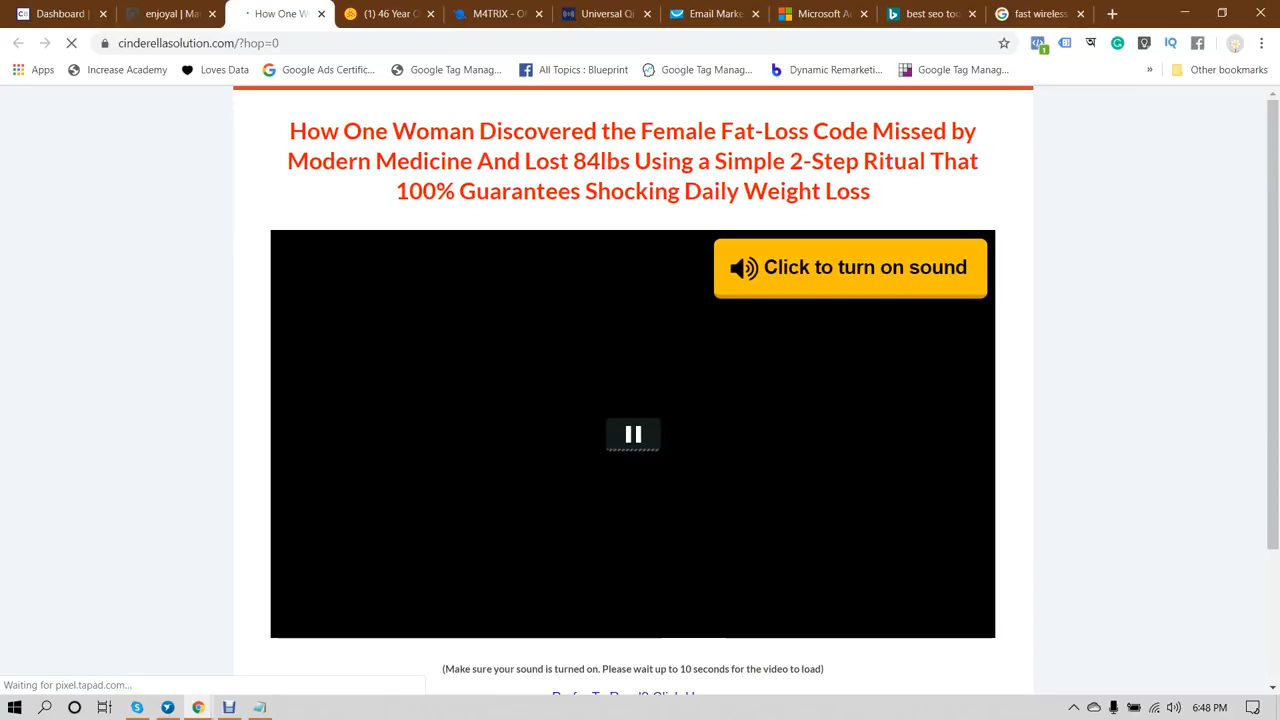 Dashboard
enjoyal | Ma
How One W
(1) 46 Year C
M4TRIX - O
Universal O
Email Marke
Microsoft A
best seo too
fast wireless
cinderellasolution.com/?hop=0
1
Apps
Increase Academy
Loves Data
Google Ads Certific...
Google Tag Manag...
All Topics : Blueprint
Google Tag Manag...
Dynamic Remarketi...
Google Tag Manag...
»
Other bookmarks
How One Woman Discovered the Female Fat-Loss Code Missed by
Modern Medicine And Lost 84lbs Using a Simple 2-Step Ritual That
100% Guarantees Shocking Daily Weight Loss
Click to turn on sound
(Make sure your sound is turned on. Please wait up to 10 seconds for the video to load)
Waiting for pixel.tapad.com...
6:48 PM